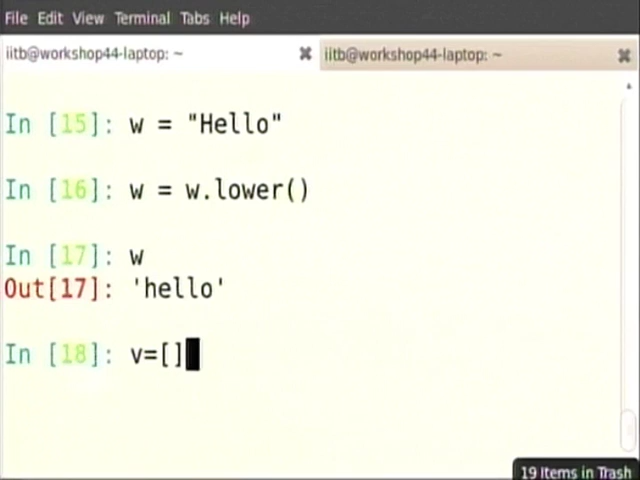 File Edit View Terminal Tabs Help
iitb@workshop44-laptop: ~ iitb@workshop44-laptop: ~
In [15]: w = "Hello"
In [16]: w = w.lower()
In [17]: w
Out[17]: 'hello'
In [18]: v=[]
19 Items in Trash